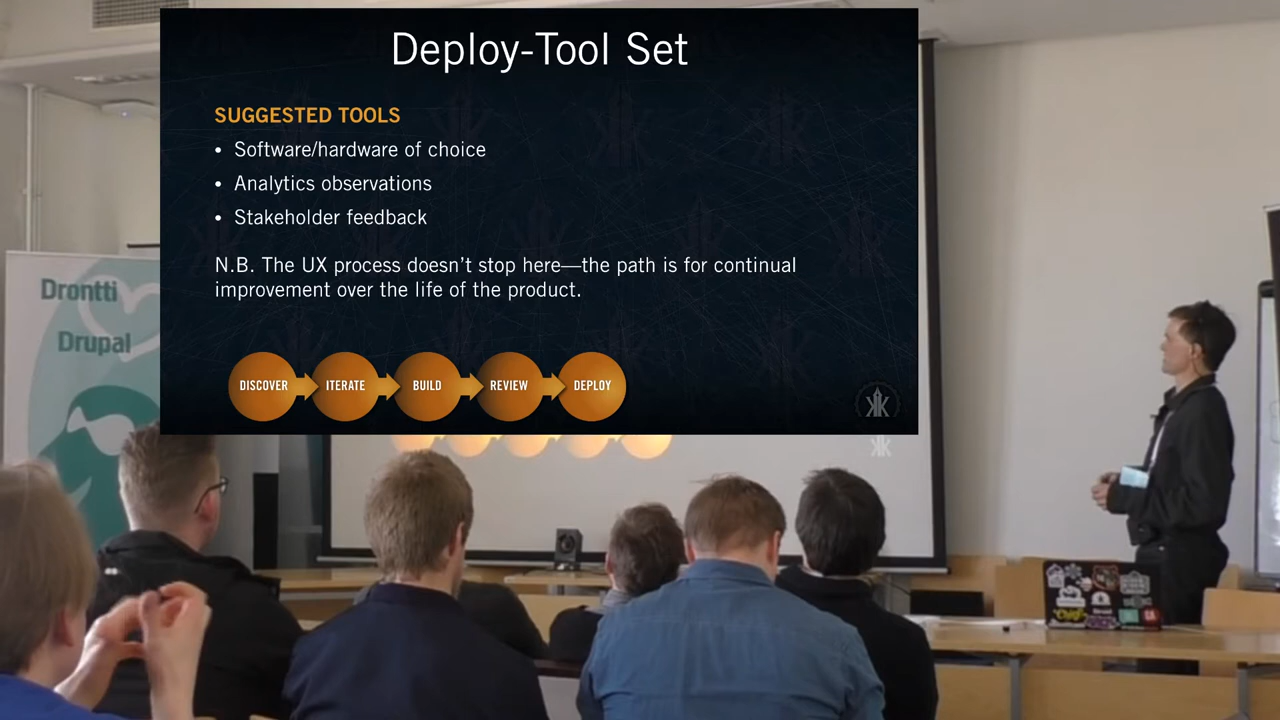 Deploy-Tool Set
SUGGESTED TOOLS
• Software/hardware of choice
• Analytics observations
• Stakeholder feedback
N.B. The UX process doesn't stop here—the path is for continual
improvement over the life of the product.
DISCOVER ITERATE BUILD REVIEW DEPLOY
Drontti
Drupal